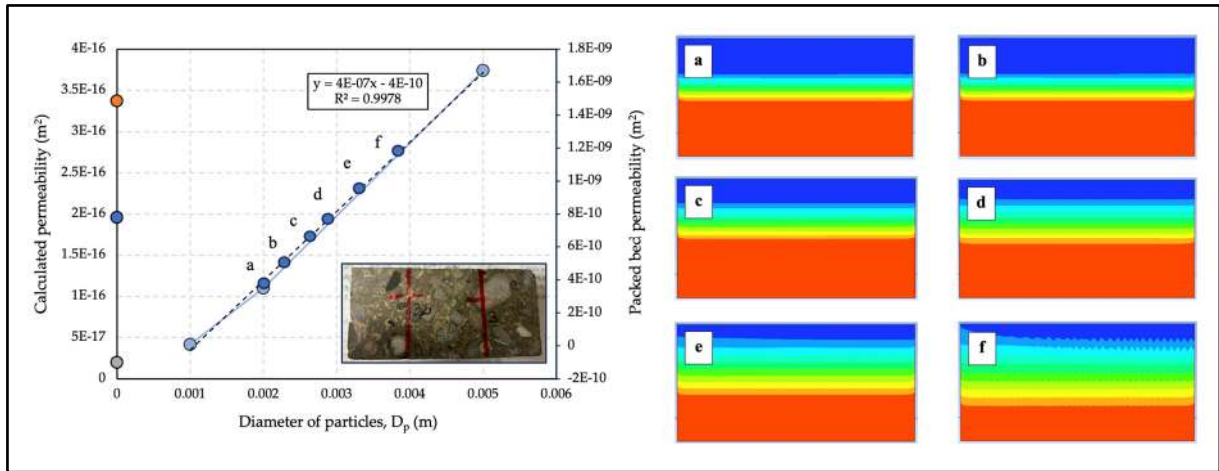 4E-16
3.5E-16
3E-16
2.5E-16
2E-16
1.5E-16
1E-16
5E-17
0
Calculated permeability (m²)
y = 4E-07x - 4E-10
R² = 0.9978
a
b
c
d
e
f
0
0.001
0.002
0.003
0.004
0.005
0.006
Diameter of particles, Dp (m)
1.8E-09
1.6E-09
1.4E-09
1.2E-09
1E-09
8E-10
6E-10
4E-10
2E-10
0
-2E-10
Packed bed permeability (m²)
a
b
c
d
e
f